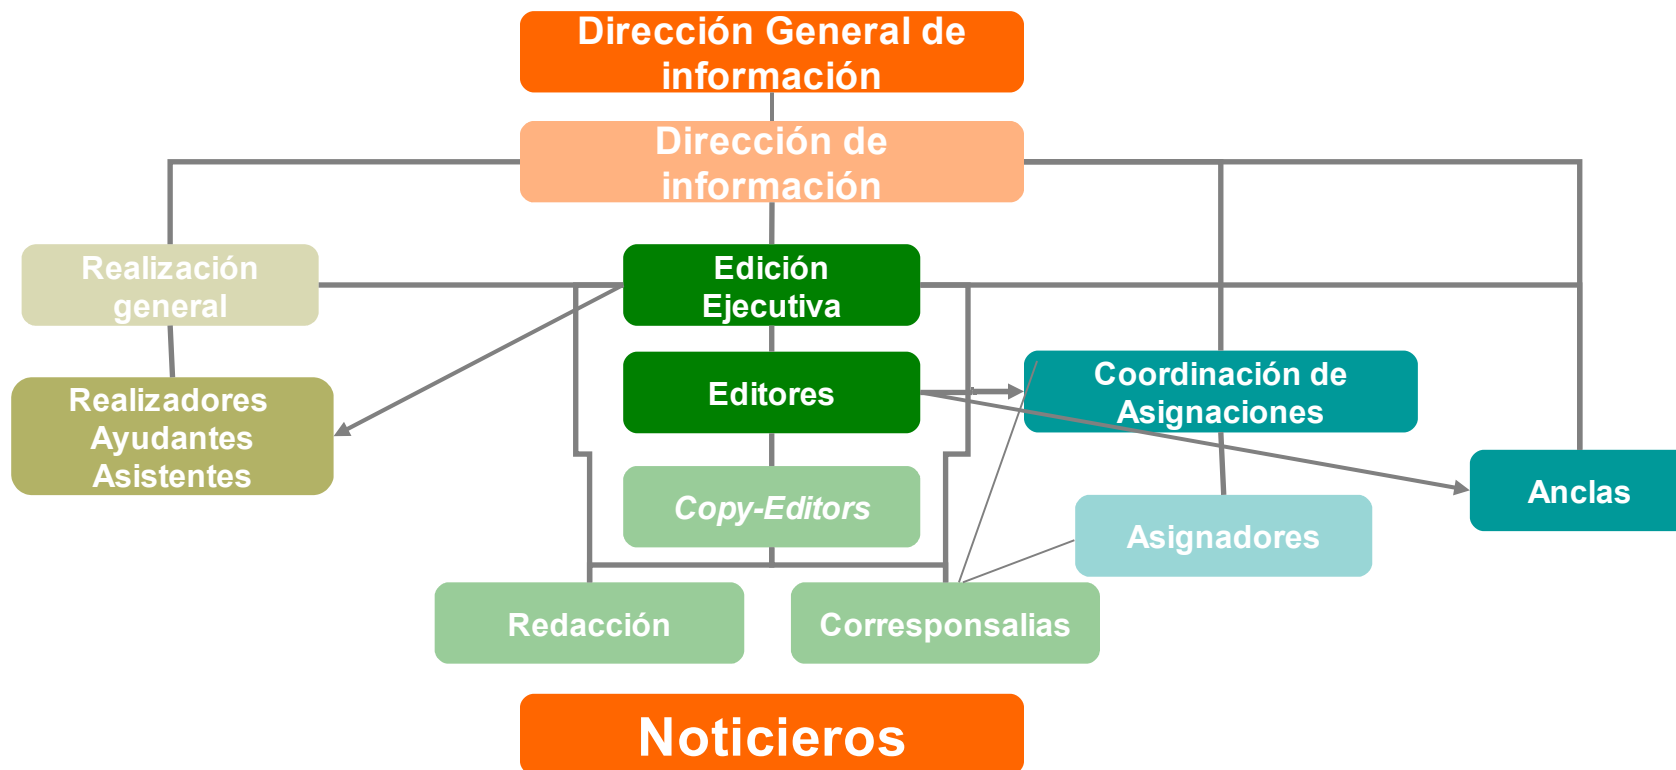 Dirección General de
información
Dirección de
información
Realización
general
Edición
Ejecutiva
Realizadores
Ayudantes
Asistentes
Editores
Coordinación de
Asignaciones
Copy-Editors
Anclas
Asignadores
Redacción
Corresponsalias
Noticieros